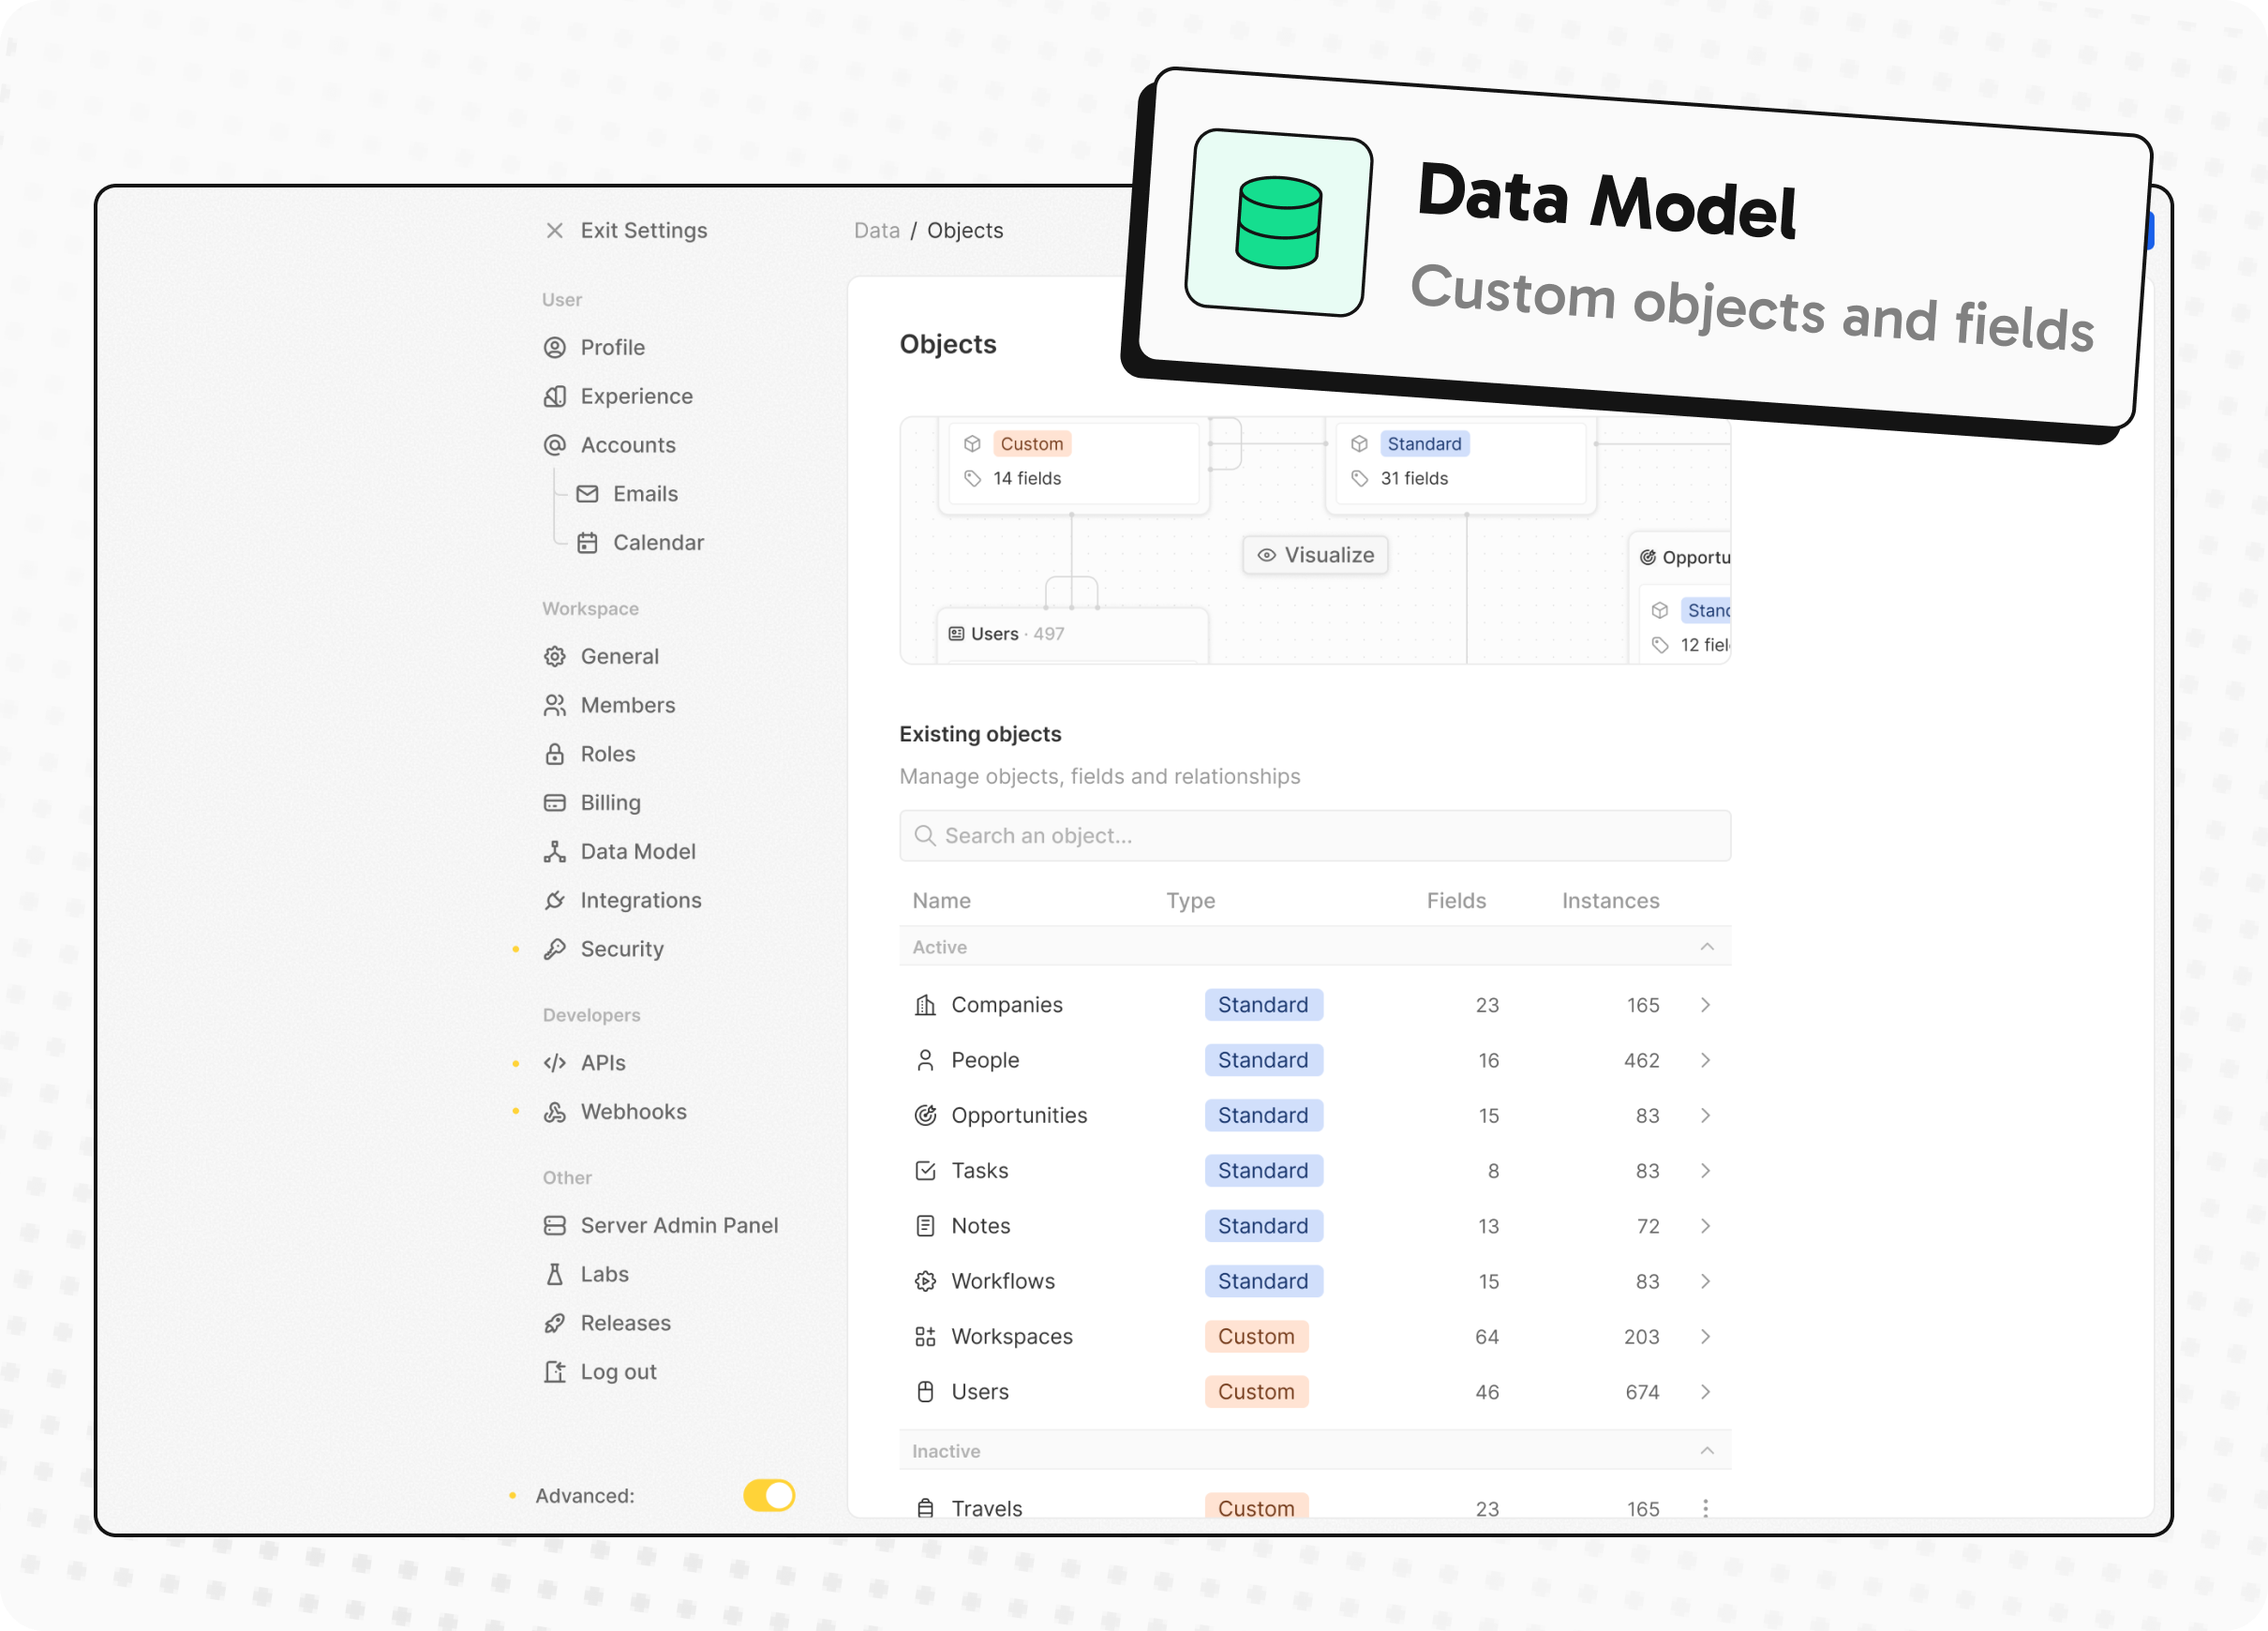 Data Model
Custom objects and fields
Exit Settings
User
Profile
Experience
Accounts
Emails
Calendar
Workspace
General
Members
Roles
Billing
Data Model
Integrations
Security
Developers
APIs
Webhooks
Other
Server Admin Panel
Labs
Releases
Log out
Advanced:
Data / Objects
Objects
Custom
14 fields
Standard
31 fields
Visualize
Users · 497
Opportu
Stand
12 fiel
Existing objects
Manage objects, fields and relationships
Search an object...
Name Type Fields Instances
Active
Companies Standard 23 165
People Standard 16 462
Opportunities Standard 15 83
Tasks Standard 8 83
Notes Standard 13 72
Workflows Standard 15 83
Workspaces Custom 64 203
Users Custom 46 674
Inactive
Travels Custom 23 165